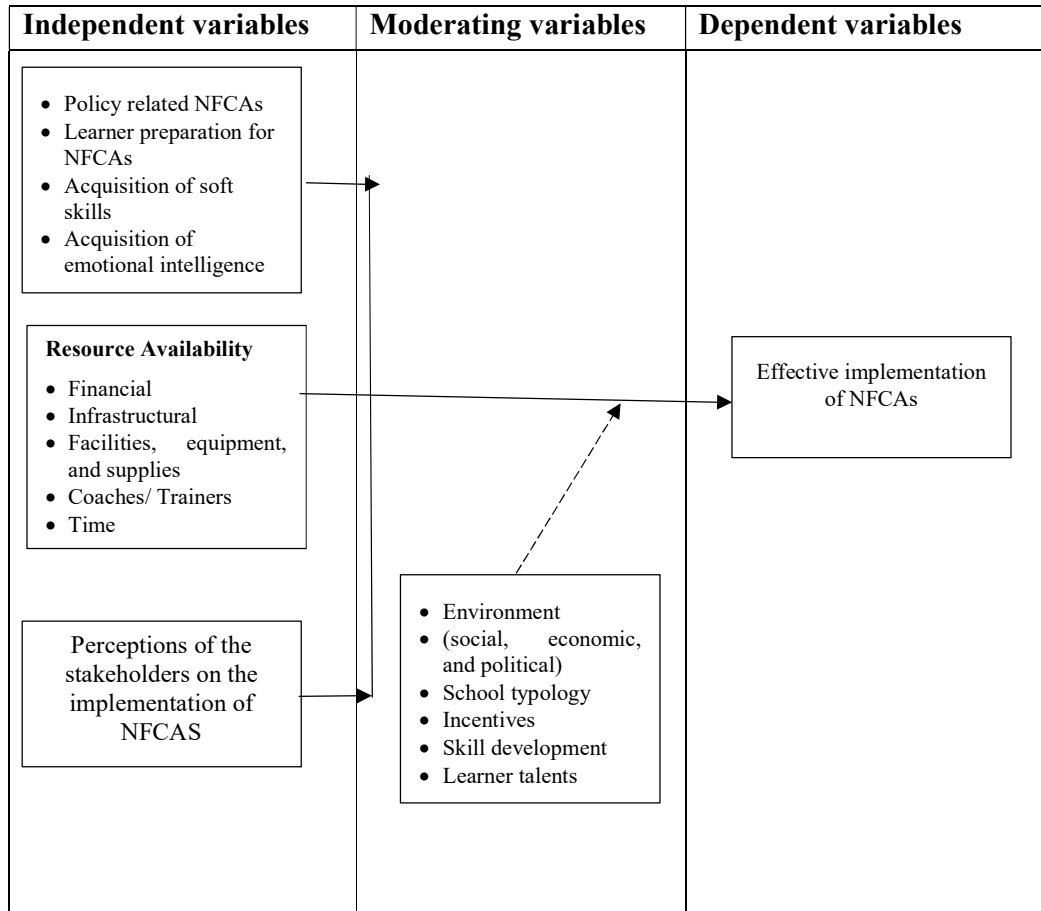 Independent variables
Moderating variables
Dependent variables
• Policy related NFCAs
• Learner preparation for
NFCAs
• Acquisition of soft
skills
• Acquisition of
emotional intelligence
Resource Availability
• Financial
• Infrastructural
• Facilities, equipment,
and supplies
• Coaches/ Trainers
• Time
Perceptions of the
stakeholders on the
implementation of
NFCAS
• Environment
• (social, economic,
and political)
• School typology
• Incentives
• Skill development
• Learner talents
Effective implementation
of NFCAs